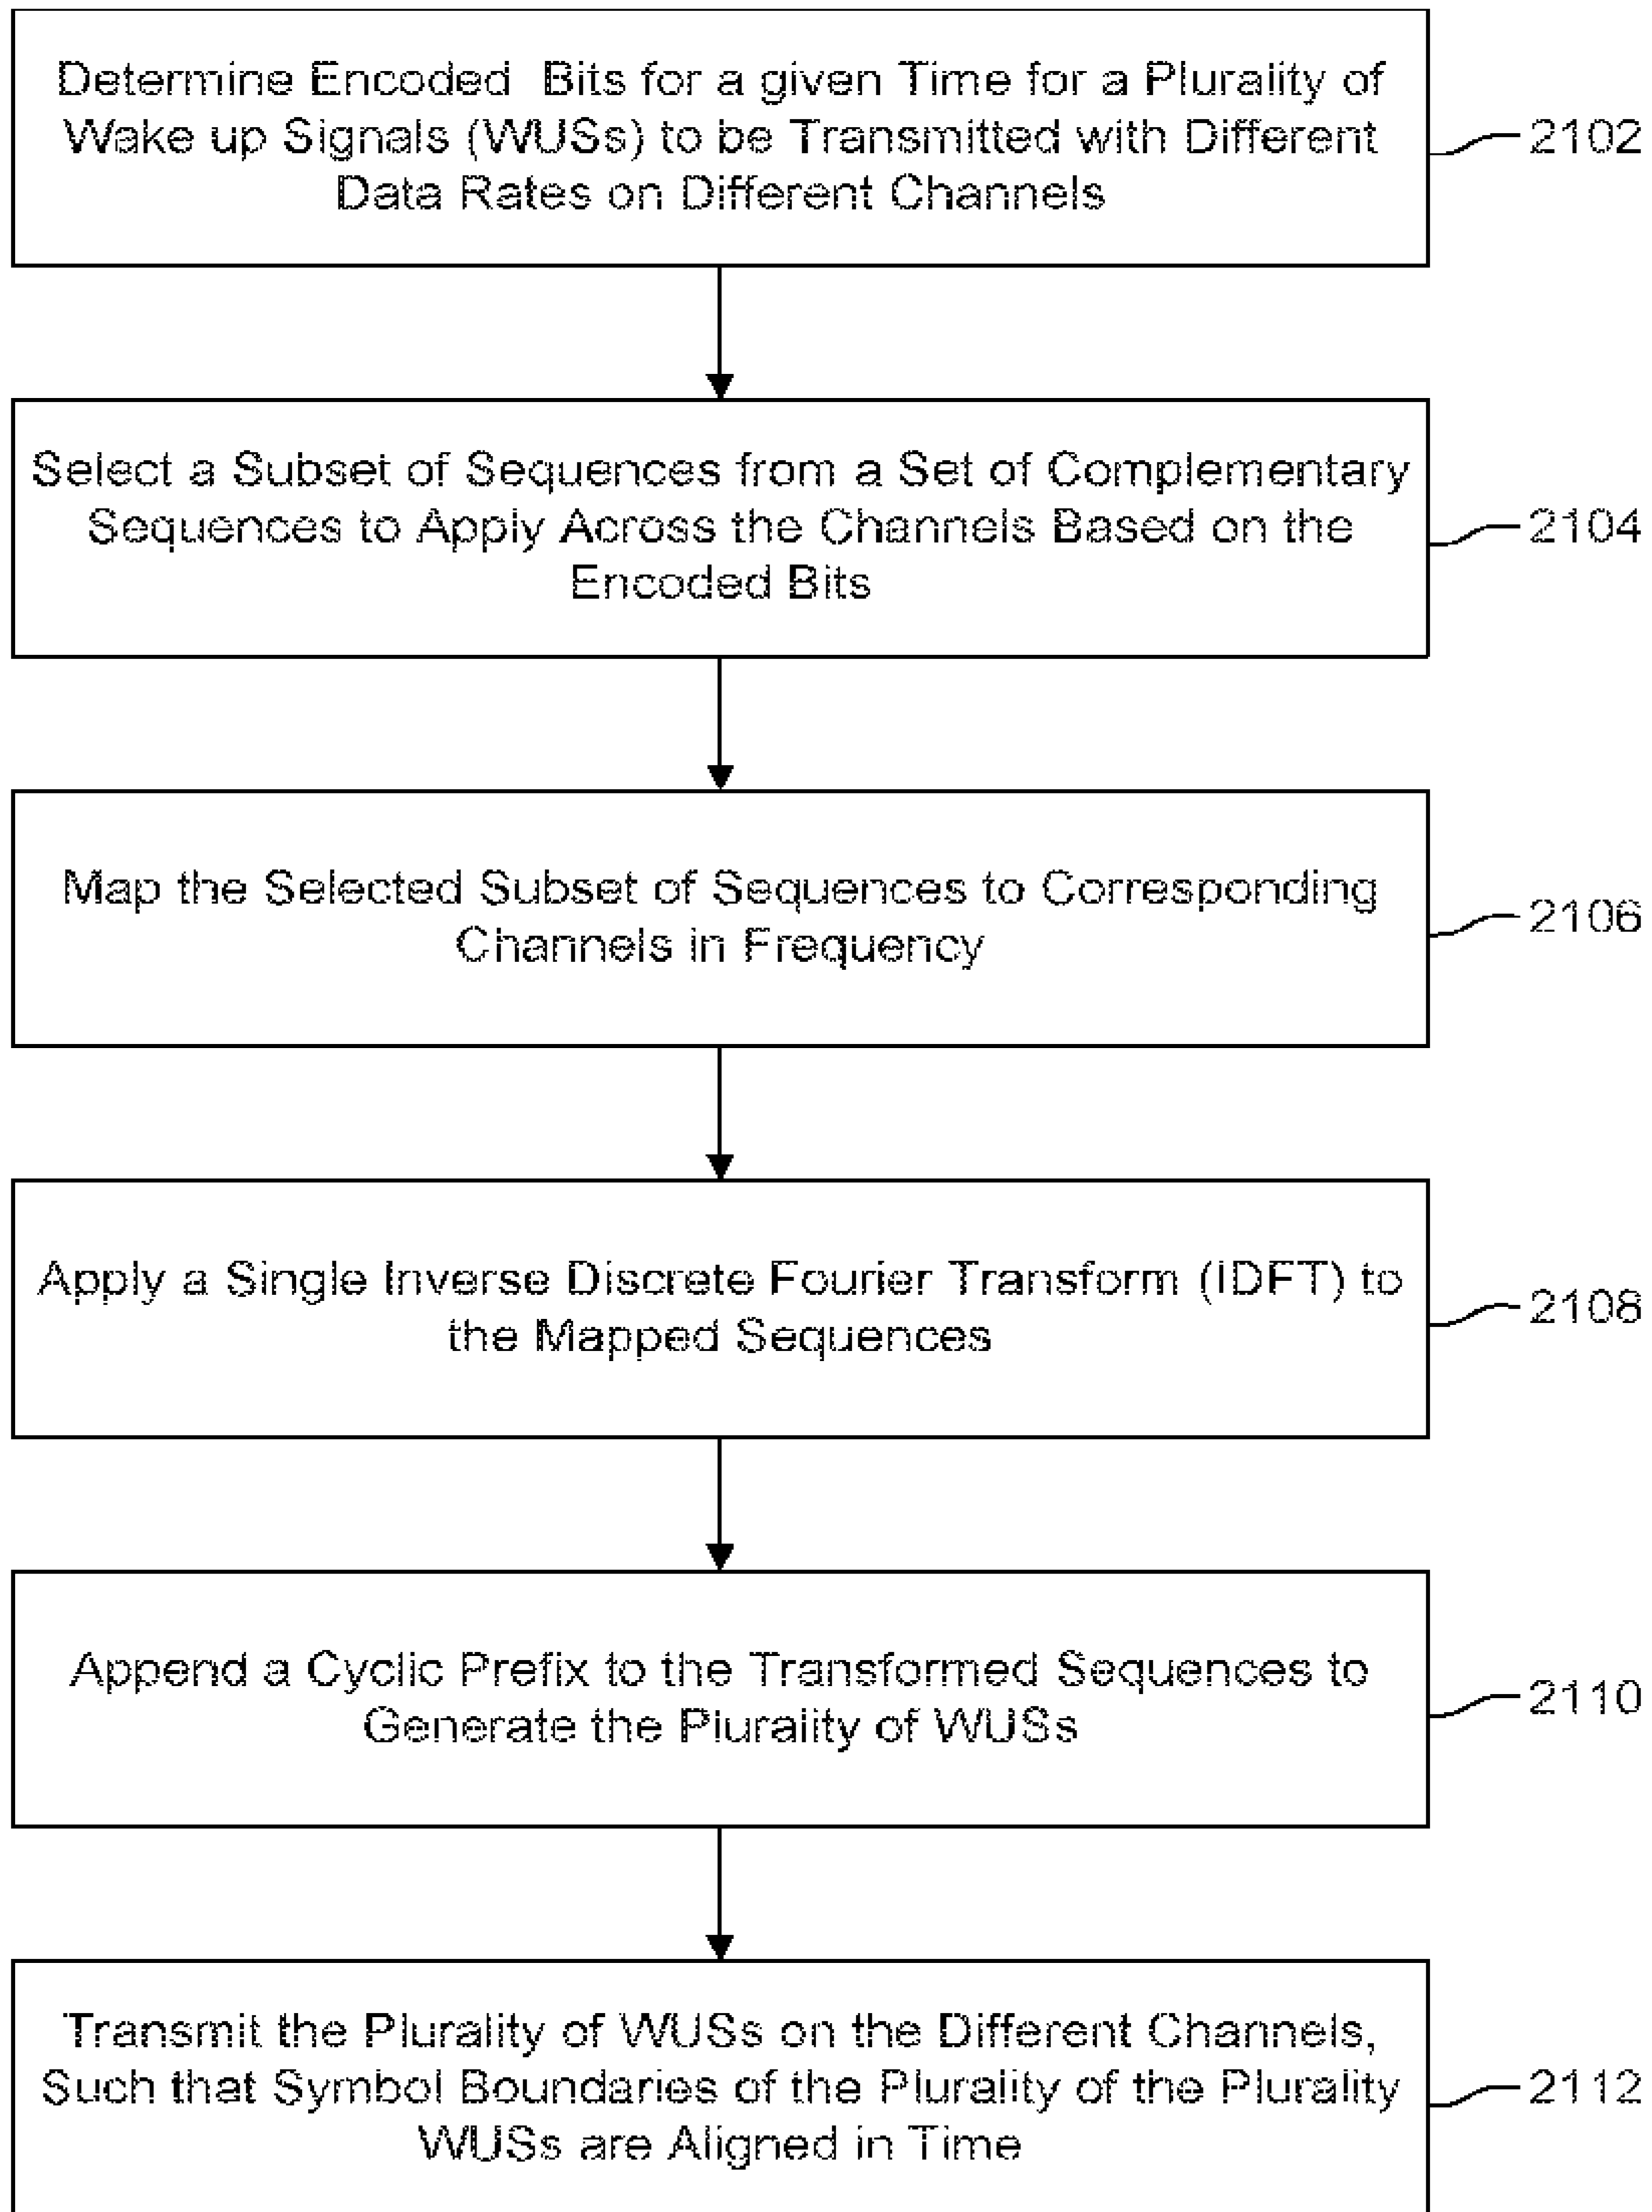 Determine Encoded Bits for a given Time for a Plurality of
Wake up Signals (WUSs) to be Transmitted with Different
Data Rates on Different Channels
2102
Select a Subset of Sequences from a Set of Complementary
Sequences to Apply Across the Channels Based on the
Encoded Bits
2104
Map the Selected Subset of Sequences to Corresponding
Channels in Frequency
2106
Apply a Single Inverse Discrete Fourier Transform (IDFT) to
the Mapped Sequences
2108
Append a Cyclic Prefix to the Transformed Sequences to
Generate the Plurality of WUSs
2110
Transmit the Plurality of WUSs on the Different Channels,
Such that Symbol Boundaries of the Plurality of the Plurality
WUSs are Aligned in Time
2112